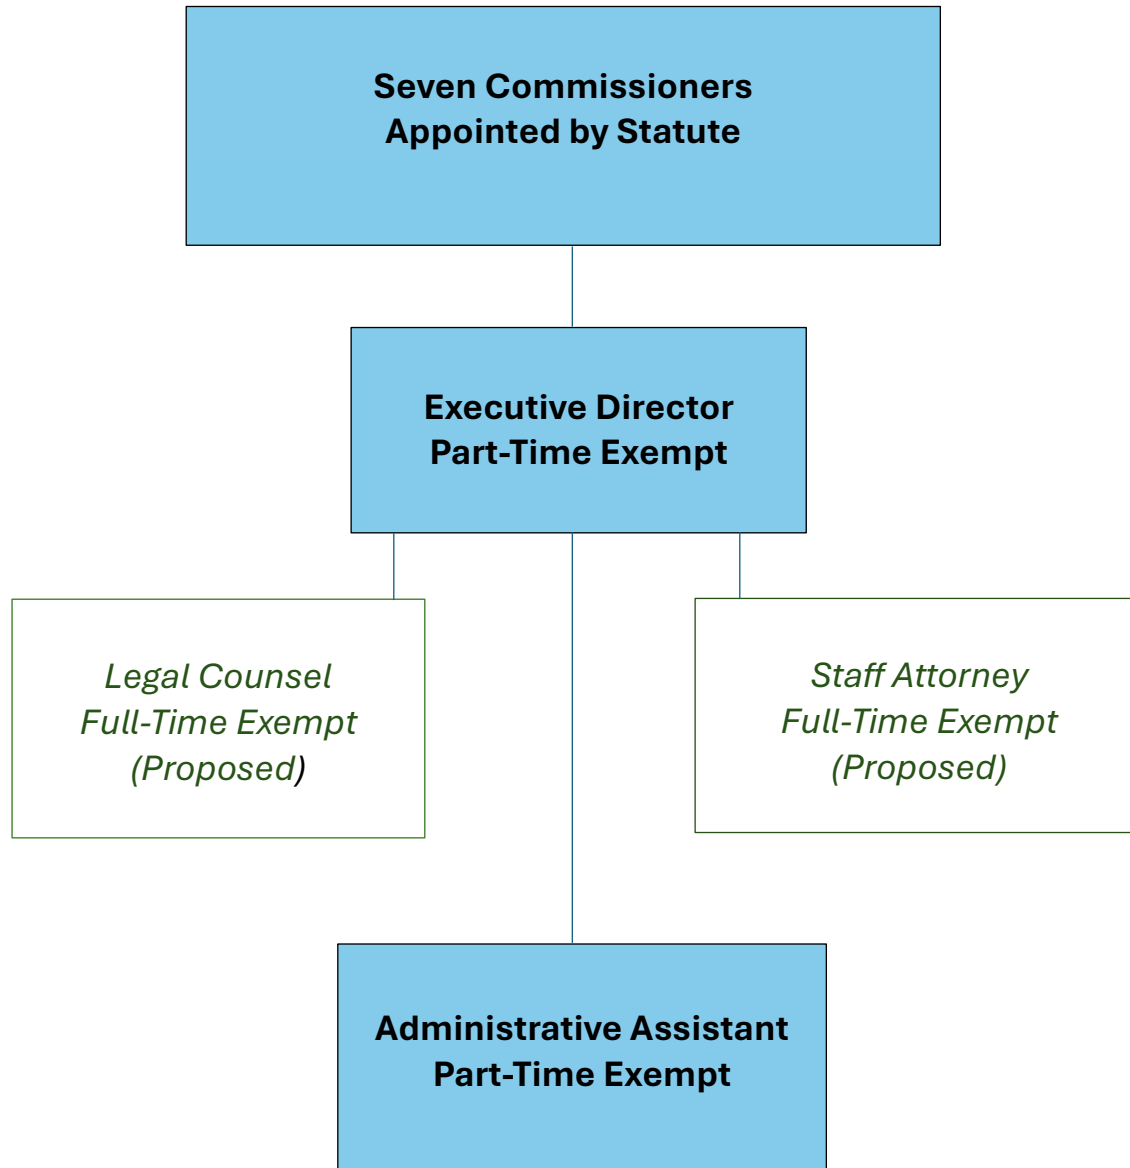 Seven Commissioners
Appointed by Statute
Executive Director
Part-Time Exempt
Legal Counsel
Full-Time Exempt
(Proposed)
Staff Attorney
Full-Time Exempt
(Proposed)
Administrative Assistant
Part-Time Exempt